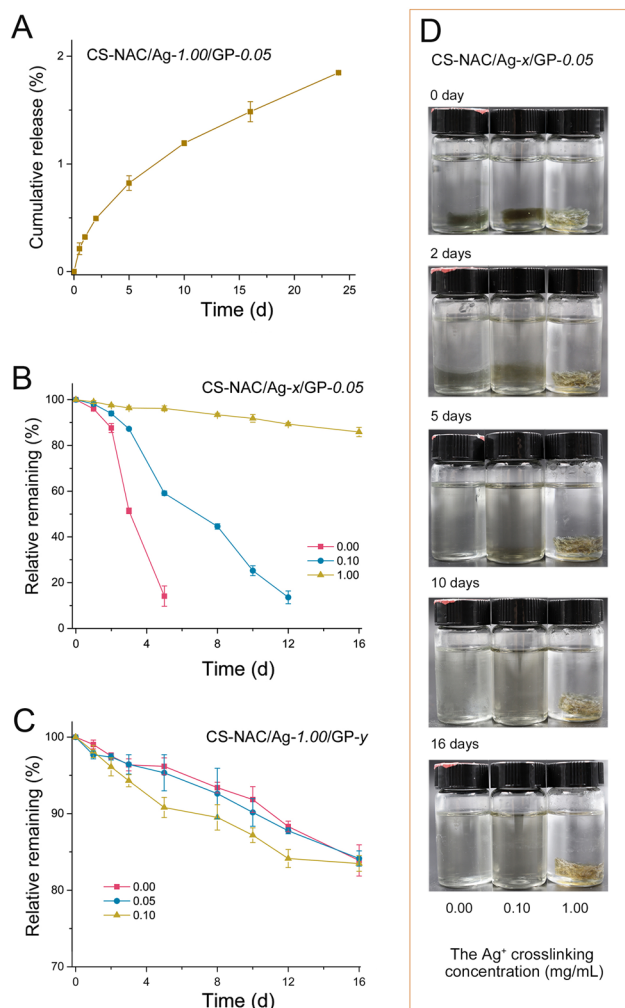 A
CS-NAC/Ag-1.00/GP-0.05
2
1
0
Cumulative release (%)
0 5 10 15 20 25
Time (d)
B
CS-NAC/Ag-x/GP-0.05
100
80
60
40
20
0
Relative remaining (%)
0.00
0.10
1.00
0 4 8 12 16
Time (d)
C
CS-NAC/Ag-1.00/GP-y
100
90
80
70
Relative remaining (%)
0.00
0.05
0.10
0 4 8 12 16
Time (d)
D
CS-NAC/Ag-x/GP-0.05
0 day
2 days
5 days
10 days
16 days
0.00 0.10 1.00
The Ag⁺ crosslinking
concentration (mg/mL)